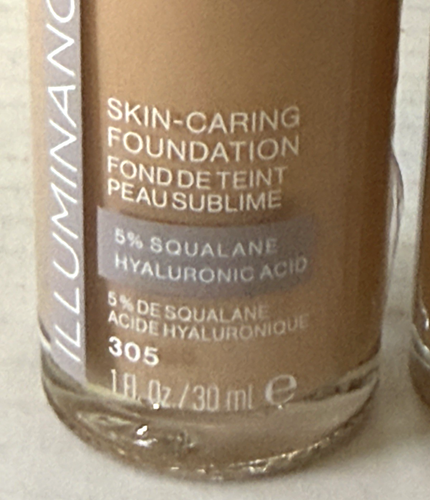 ILLUMINANC
SKIN-CARING
FOUNDATION
FOND DE TEINT
PEAU SUBLIME
5% SQUALANE
HYALURONIC ACID
5% DE SQUALANE
ACIDE HYALURONIQUE
305
1 Fl. Oz./30 ml e